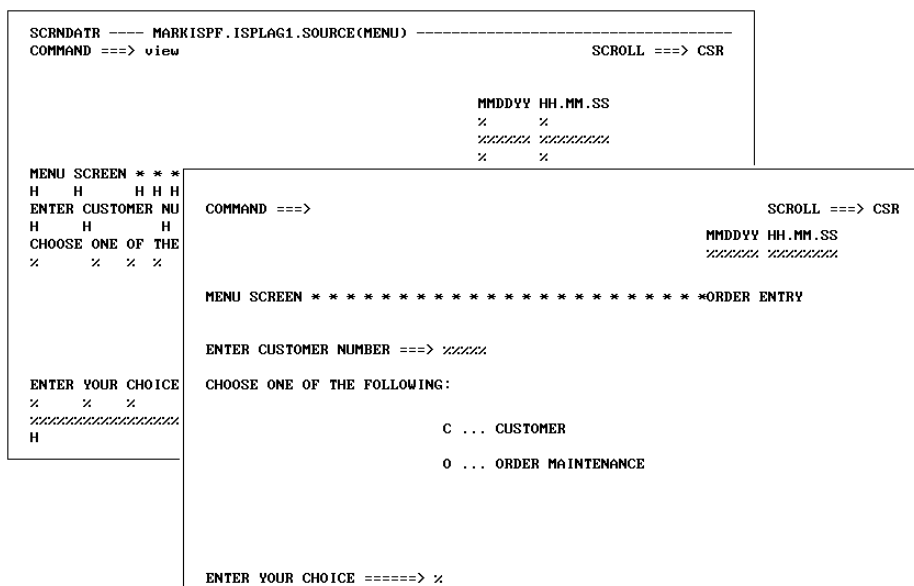 SCRNDATR ---- MARKISPF.ISPLAG1.SOURCE(MENU) ------------------------------------
COMMAND ===> view SCROLL ===> CSR
MMDDYY HH.MM.SS
% %
%%%%%% %%%%%%%%
% %
MENU SCREEN * * *
H H H H H
ENTER CUSTOMER NU
H H H
CHOOSE ONE OF THE
% % % %
ENTER YOUR CHOICE
% % %
%%%%%%%%%%%%%%%%%
H
COMMAND ===> SCROLL ===> CSR
MMDDYY HH.MM.SS
%%%%%% %%%%%%%%
MENU SCREEN * * * * * * * * * * * * * * * * * * * * * * *ORDER ENTRY
ENTER CUSTOMER NUMBER ===> %%%%%
CHOOSE ONE OF THE FOLLOWING:
C ... CUSTOMER
O ... ORDER MAINTENANCE
ENTER YOUR CHOICE ======> %